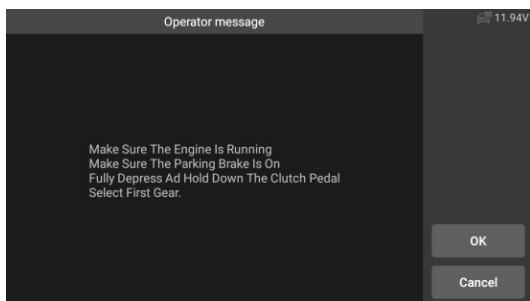 Operator message
11.94V
Make Sure The Engine Is Running
Make Sure The Parking Brake Is On
Fully Depress Ad Hold Down The Clutch Pedal
Select First Gear.
OK
Cancel